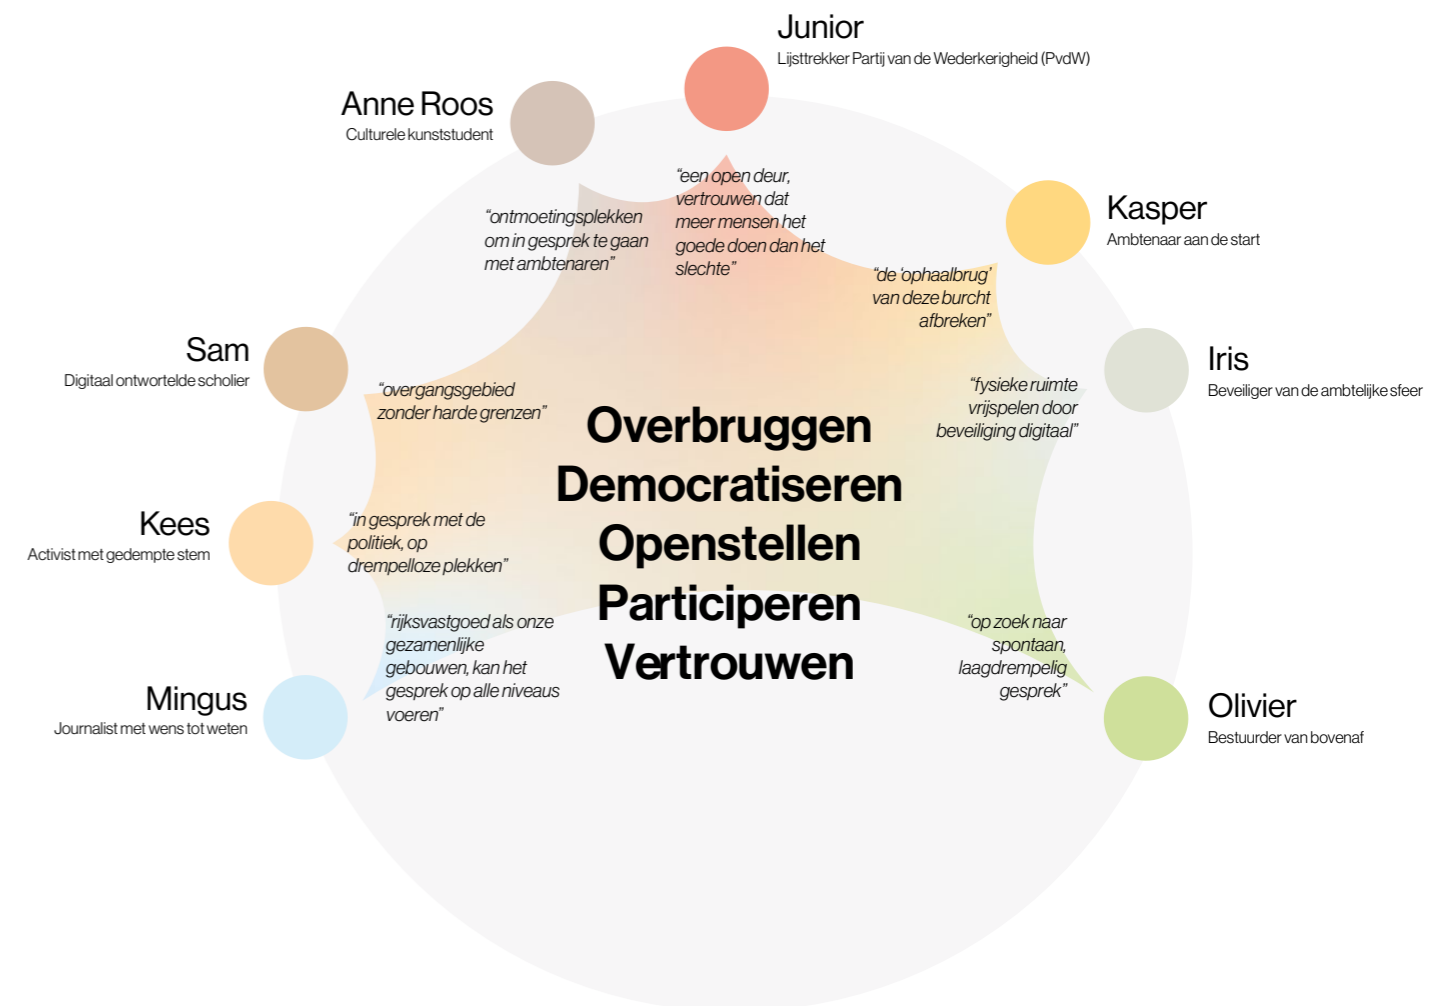 Junior
Lijsttrekker Partij van de Wederkerigheid (PvdW)
Anne Roos
Culturele kunststudent
"een open deur,
vertrouwen dat
meer mensen het
goede doen dan het
slechte"
"ontmoetingsplekken
om in gesprek te gaan
met ambtenaren"
Kasper
Ambtenaar aan de start
"de 'ophaalbrug'
van deze burcht
afbreken"
Sam
Digitaal ontwortelde scholier
"overgangsgebied
zonder harde grenzen"
Iris
Beveiliger van de ambtelijke sfeer
"fysieke ruimte
vrijspelen door
beveiliging digitaal"
Overbruggen
Democratiseren
Openstellen
Participeren
Vertrouwen
Kees
Activist met gedempte stem
"in gesprek met de
politiek, op
drempelloze plekken"
Mingus
Journalist met wens tot weten
"rijksvastgoed als onze
gezamenlijke
gebouwen, kan het
gesprek op alle niveaus
voeren"
"op zoek naar
spontaan,
laagdrempelig
gesprek"
Olivier
Bestuurder van bovenaf